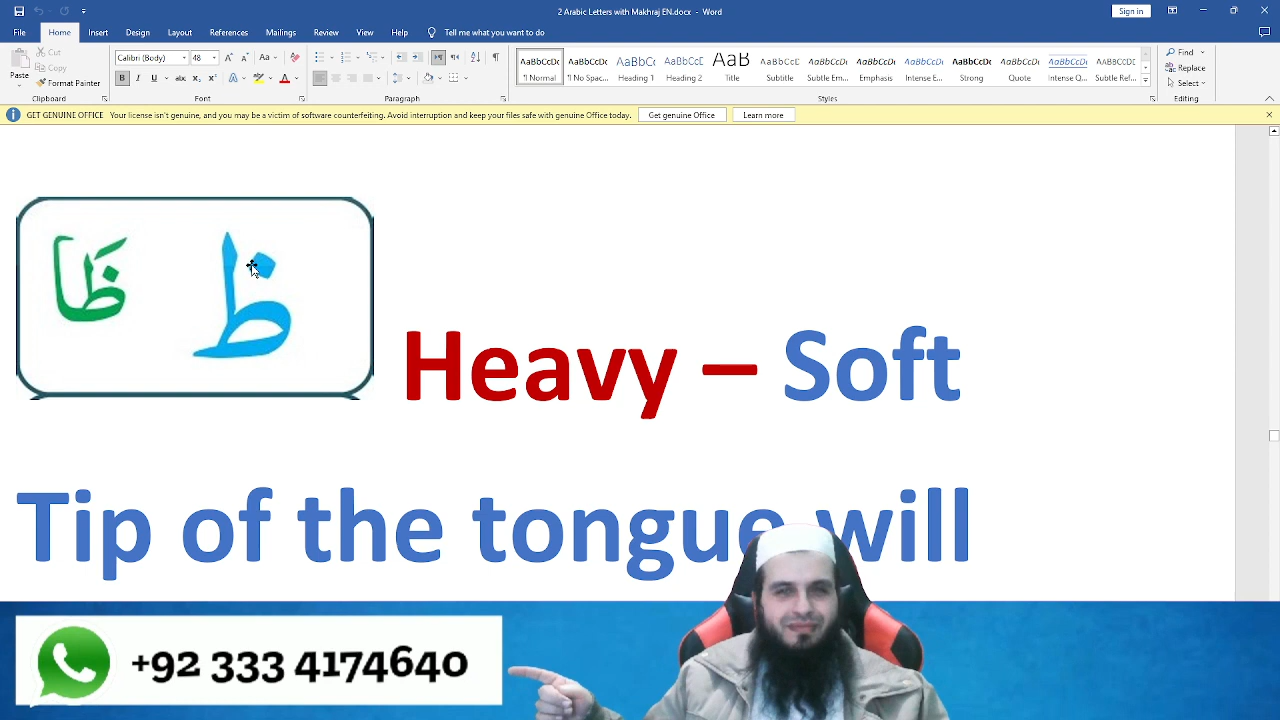 2 Arabic Letters with Makhraj EN.docx - Word
Sign in
File Home Insert Design Layout References Mailings Review View Help Tell me what you want to do
Paste
Cut
Copy
Format Painter
Clipboard
Calibri (Body) 48
Font
Paragraph
AaBbCcDc AaBbCcDc AaBbCc AaBbCcC AaB AaBbCcC AaBbCcDc AaBbCcDc AaBbCcDc AaBbCcDc AaBbCcDc AaBbCcDc AaBbCcDc
¶ Normal ¶ No Spac... Heading 1 Heading 2 Title Subtitle Subtle Em... Emphasis Intense E... Strong Quote Intense Q... Subtle Ref...
Styles
Find
Replace
Select
Editing
GET GENUINE OFFICE Your license isn't genuine, and you may be a victim of software counterfeiting. Avoid interruption and keep your files safe with genuine Office today. Get genuine Office Learn more
ظ ظَا
Heavy – Soft
Tip of the tongue will
+92 333 4174640